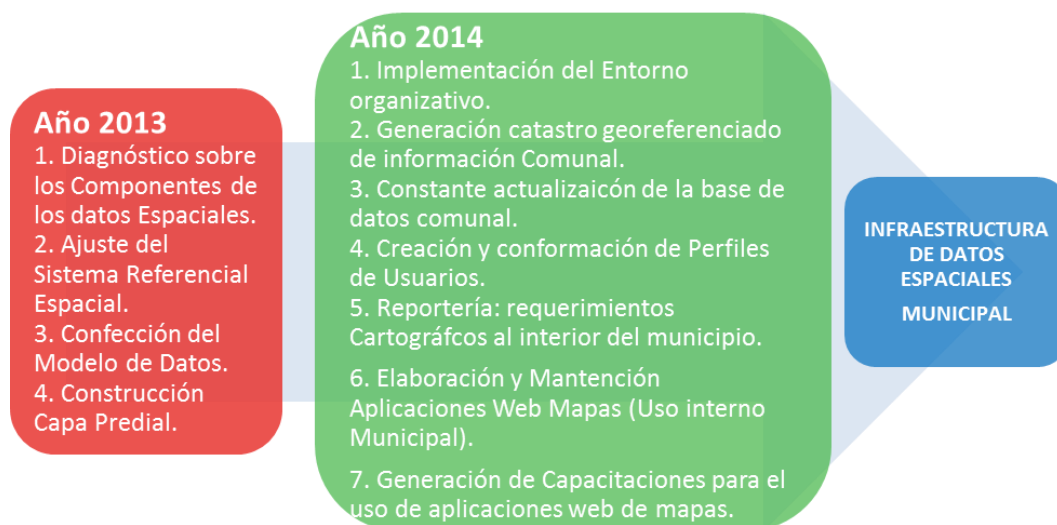 Año 2013
1. Diagnóstico sobre
los Componentes de
los datos Espaciales.
2. Ajuste del
Sistema Referencial
Espacial.
3. Confección del
Modelo de Datos.
4. Construcción
Capa Predial.
Año 2014
1. Implementación del Entorno
organizativo.
2. Generación catastro georeferenciado
de información Comunal.
3. Constante actualizaicón de la base de
datos comunal.
4. Creación y conformación de Perfiles
de Usuarios.
5. Reportería: requerimientos
Cartográfcos al interior del municipio.
6. Elaboración y Mantención
Aplicaciones Web Mapas (Uso interno
Municipal).
7. Generación de Capacitaciones para el
uso de aplicaciones web de mapas.
INFRAESTRUCTURA
DE DATOS
ESPACIALES
MUNICIPAL